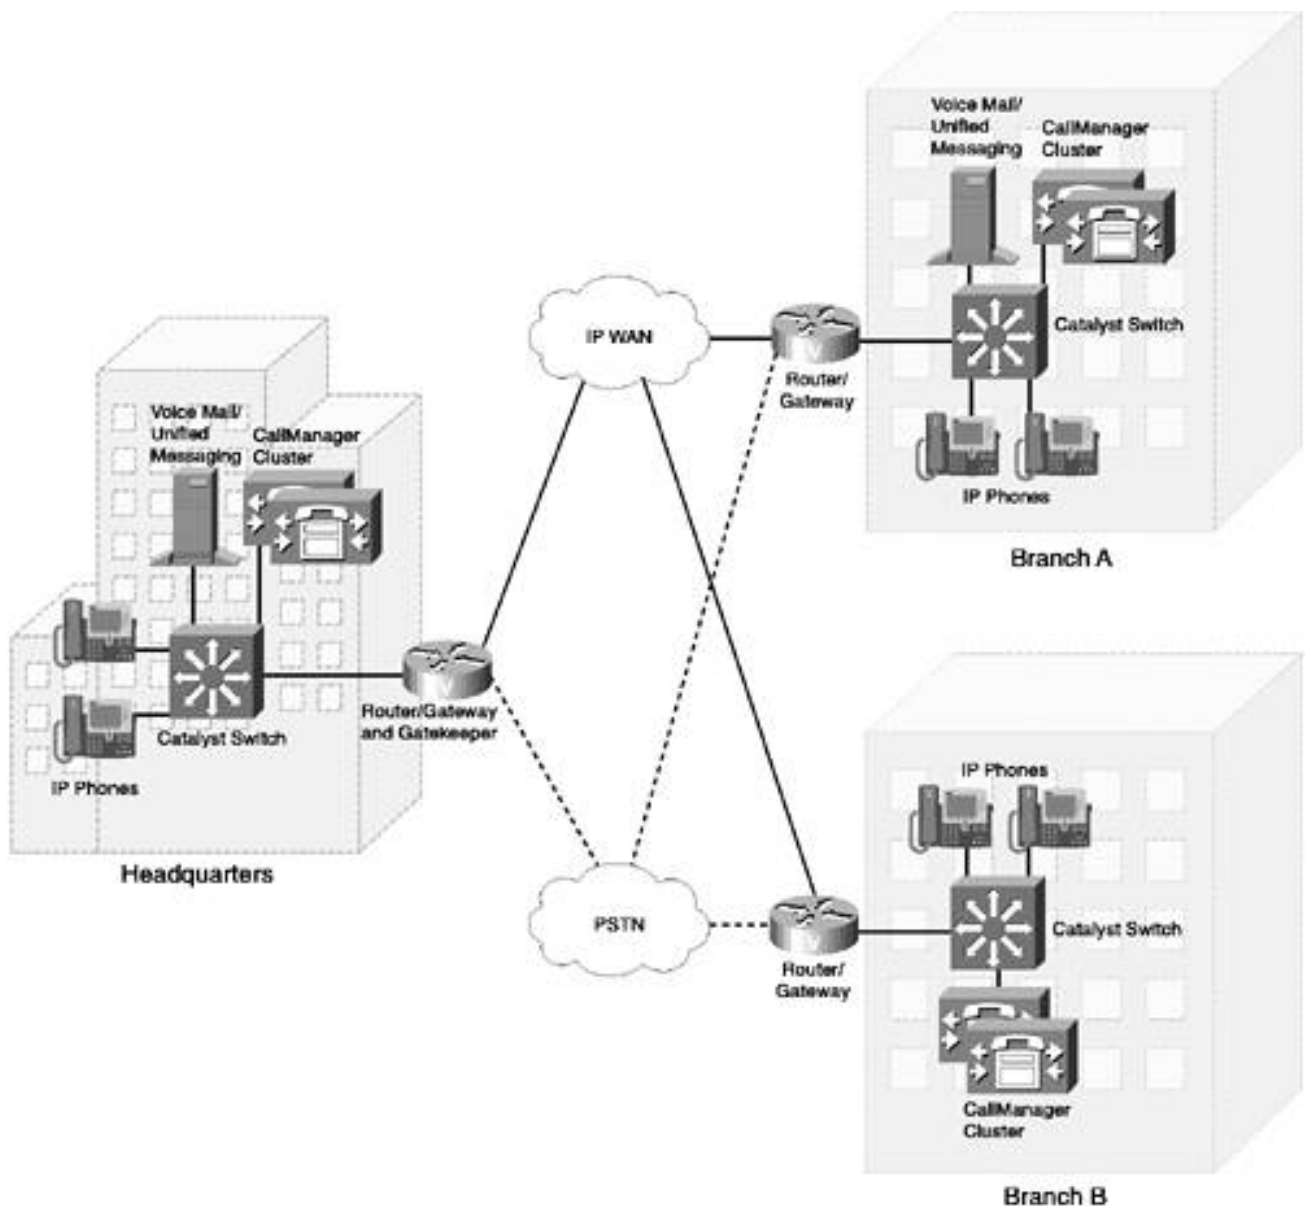 Voice Mail/
Unified
Messaging
CallManager
Cluster
Catalyst Switch
IP Phones
Headquarters
Router/Gateway
and Gatekeeper
IP WAN
PSTN
Router/
Gateway
Voice Mail/
Unified
Messaging
CallManager
Cluster
Catalyst Switch
IP Phones
Branch A
Router/
Gateway
IP Phones
Catalyst Switch
CallManager
Cluster
Branch B
V
V
V